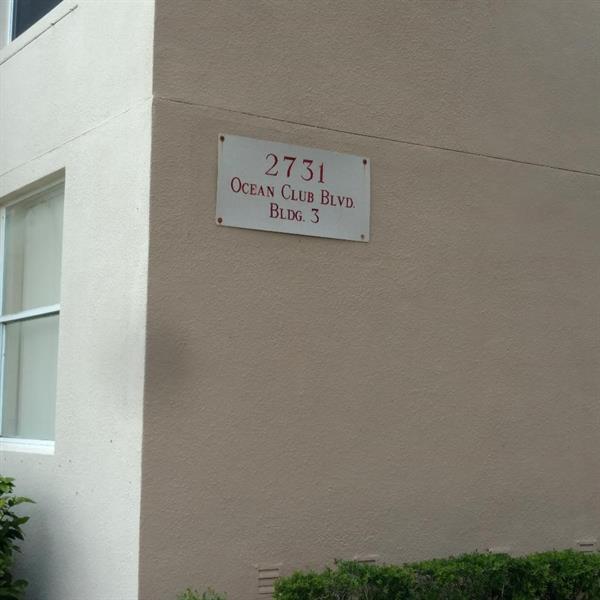 2731
OCEAN CLUB BLVD.
BLDG. 3